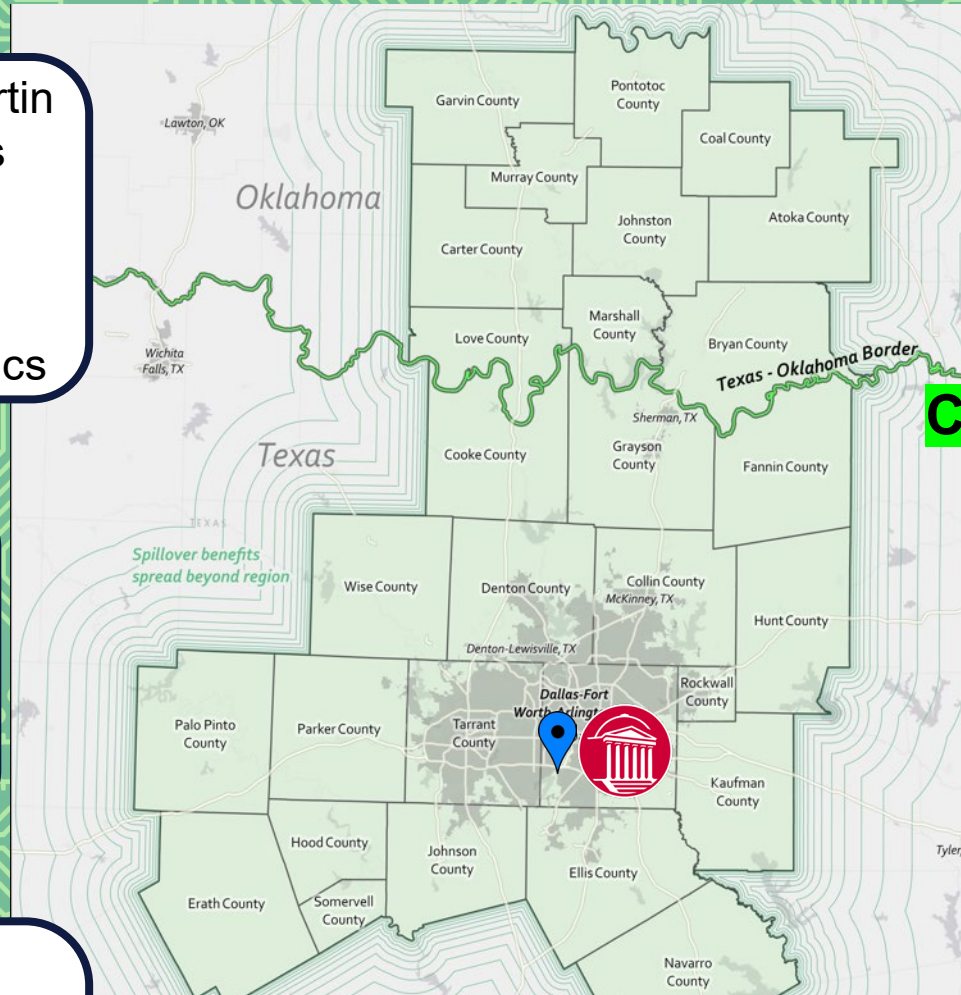 rtin
s
cs
Lawton, OK
Oklahoma
Garvin County
Pontotoc
County
Coal County
Murray County
Atoka County
Johnston
County
Carter County
Marshall
County
Love County
Bryan County
Wichita
Falls, TX
Texas - Oklahoma Border
C
Sherman, TX
Texas
Cooke County
Grayson
County
Fannin County
TEXAS
Spillover benefits
spread beyond region
Wise County
Denton County
Collin County
McKinney, TX
Hunt County
Denton-Lewisville, TX
Rockwall
County
Dallas-Fort
Worth-Arlingt
Palo Pinto
County
Parker County
Tarrant
County
Kaufman
County
Hood County
Johnson
County
Ellis County
Tyler,
Erath County
Somervell
County
Navarro
County